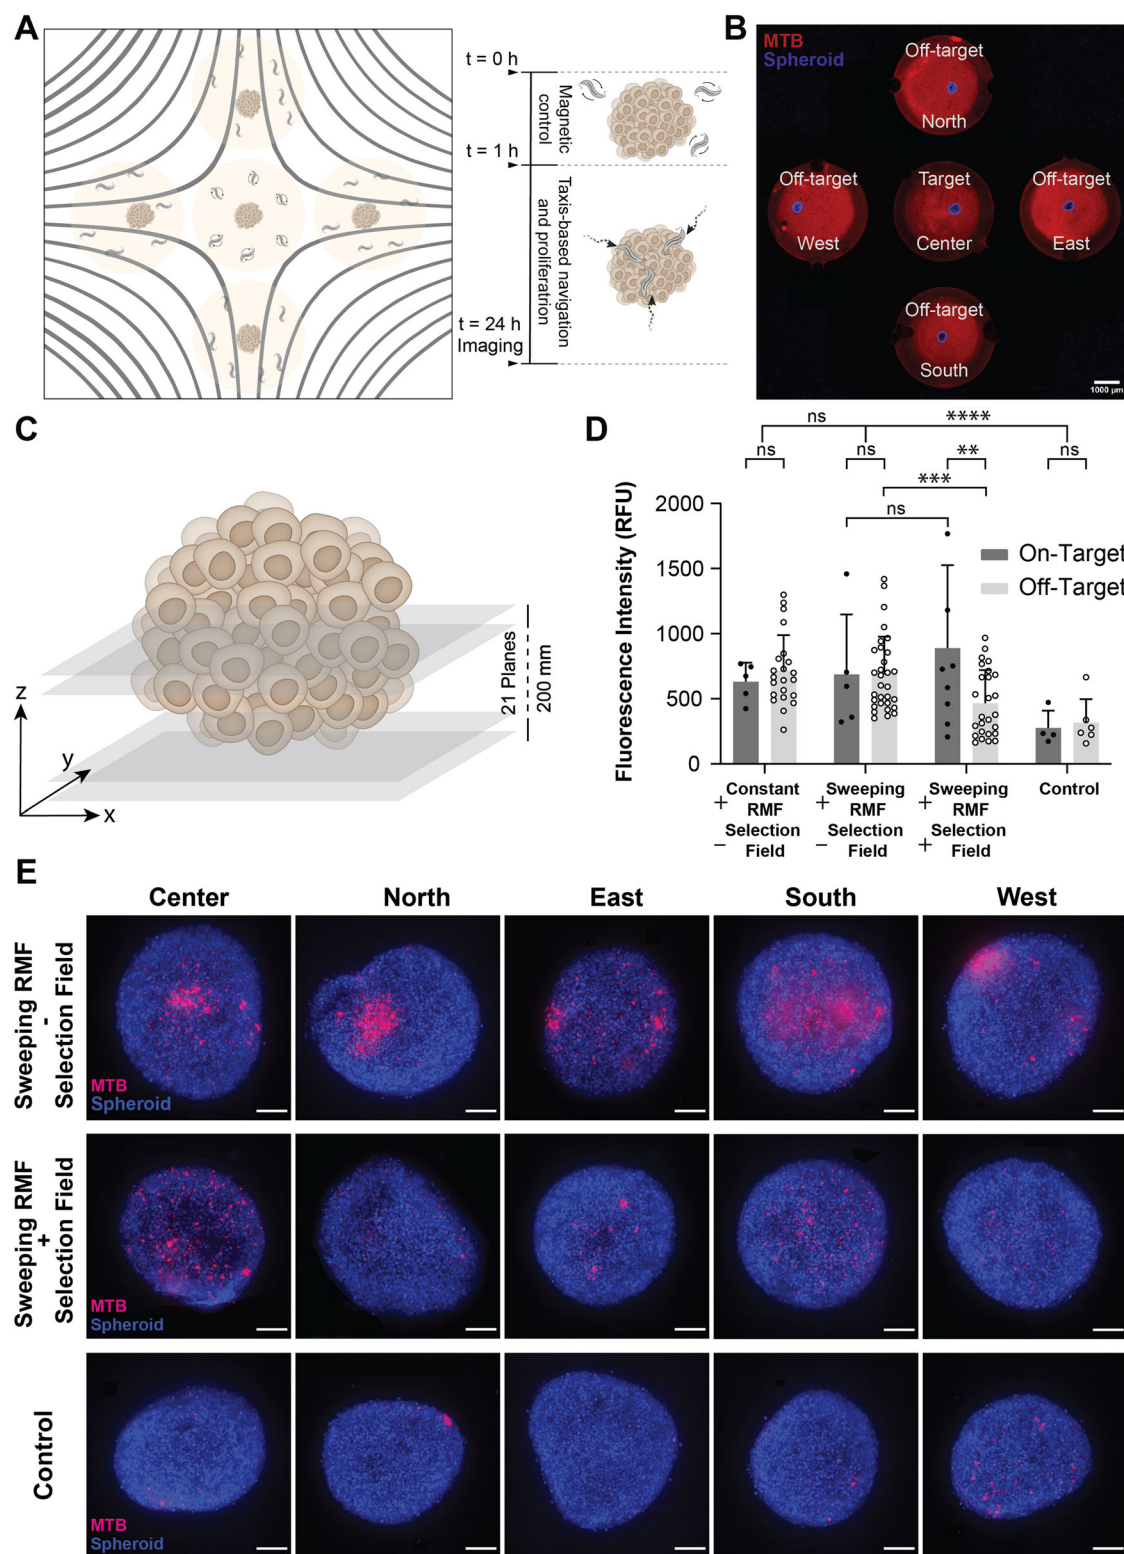 A
t = 0 h
t = 1 h
t = 24 h
Imaging
Magnetic
control
Taxis-based navigation
and proliferatrion
B
MTB
Spheroid
Off-target
North
Off-target
West
Target
Center
Off-target
East
Off-target
South
1000 µm
C
z
y
x
21 Planes
200 mm
D
ns
****
ns
ns
**
ns
***
ns
Fluorescence Intensity (RFU)
2000
1500
1000
500
0
On-Target
Off-Target
+ Constant
RMF
− Selection
Field
+ Sweeping
RMF
− Selection
Field
+ Sweeping
RMF
+ Selection
Field
Control
E
Center
North
East
South
West
Sweeping RMF
-
Selection Field
MTB
Spheroid
Sweeping RMF
+
Selection Field
MTB
Spheroid
Control
MTB
Spheroid